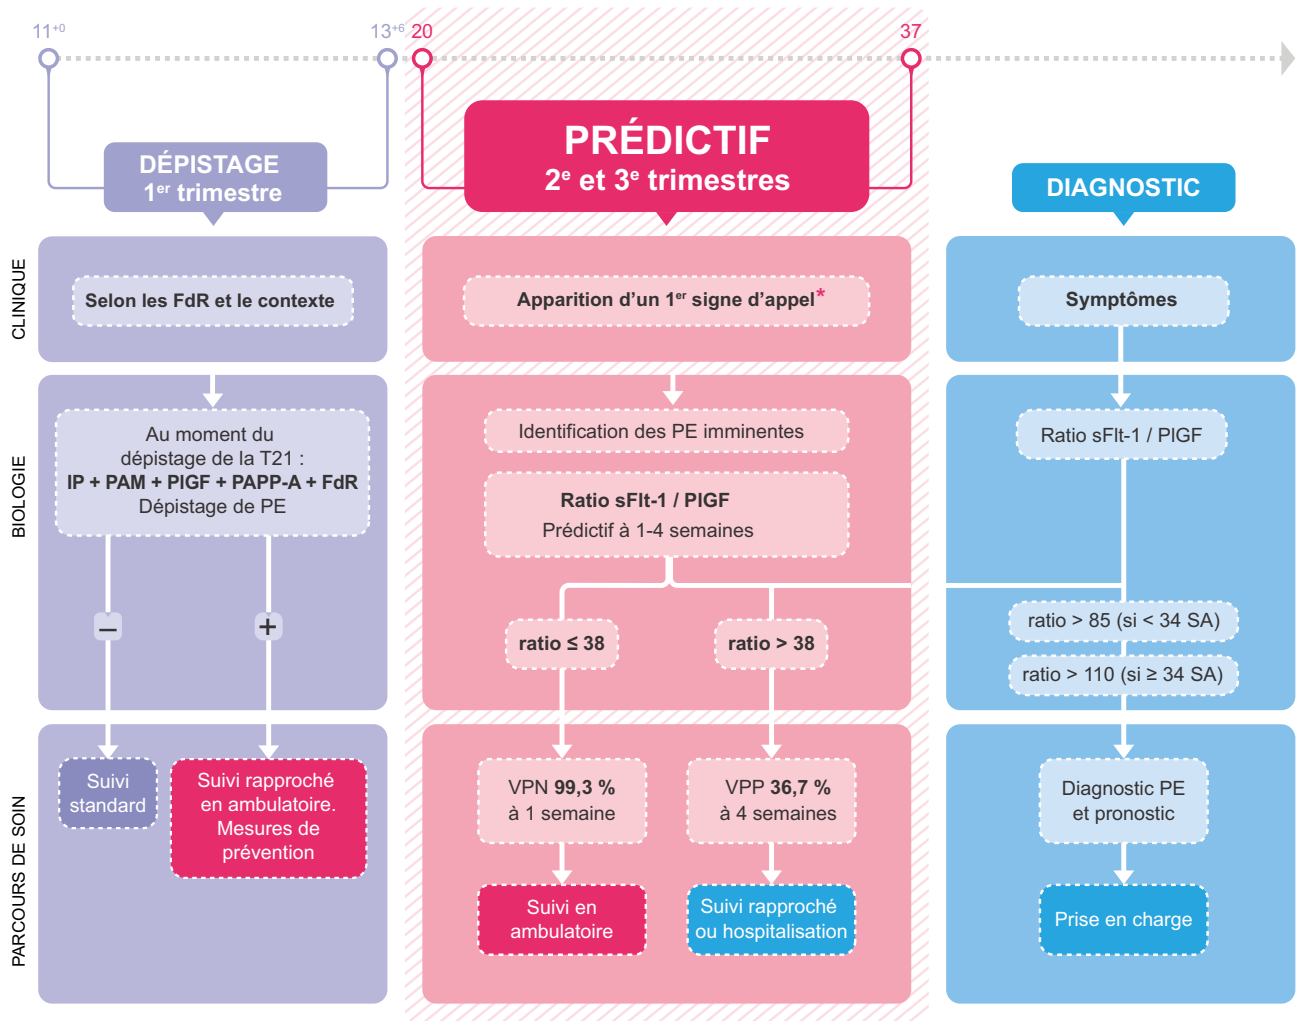 11+0
13+6
20
37
DÉPISTAGE
1er trimestre
PRÉDICTIF
2e et 3e trimestres
DIAGNOSTIC
CLINIQUE
Selon les FdR et le contexte
Apparition d’un 1er signe d’appel*
Symptômes
BIOLOGIE
Au moment du
dépistage de la T21 :
IP + PAM + PlGF + PAPP-A + FdR
Dépistage de PE
–
+
Identification des PE imminentes
Ratio sFlt-1 / PlGF
Prédictif à 1-4 semaines
ratio ≤ 38
ratio > 38
Ratio sFlt-1 / PlGF
ratio > 85 (si < 34 SA)
ratio > 110 (si ≥ 34 SA)
PARCOURS DE SOIN
Suivi
standard
Suivi rapproché
en ambulatoire.
Mesures de
prévention
VPN 99,3 %
à 1 semaine
VPP 36,7 %
à 4 semaines
Suivi en
ambulatoire
Suivi rapproché
ou hospitalisation
Diagnostic PE
et pronostic
Prise en charge